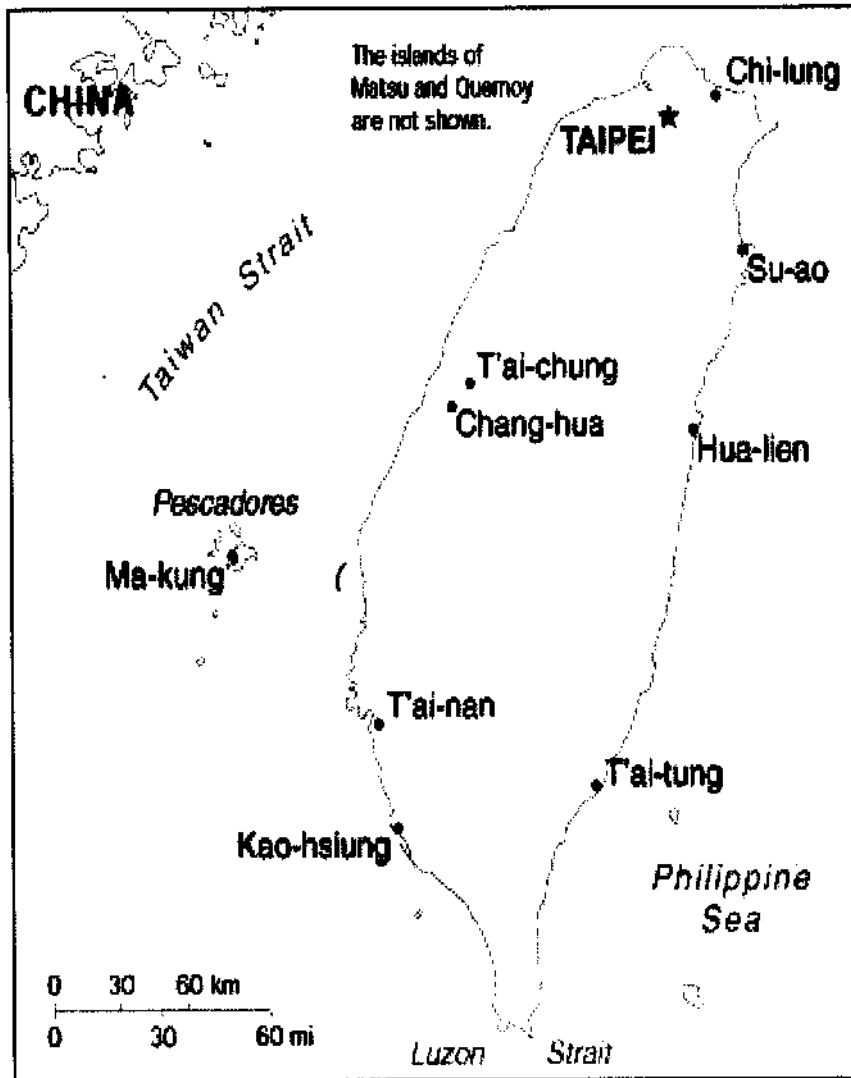 The islands of
Matsu and Quemoy
are not shown.
CHINA
Chi-lung
TAIPEI
Taiwan Strait
Su-ao
T'ai-chung
Chang-hua
Hua-lien
Pescadores
Ma-kung
T'ai-nan
T'ai-tung
Kao-hsiung
Philippine
Sea
0 30 60 km
0 30 60 mi
Luzon Strait